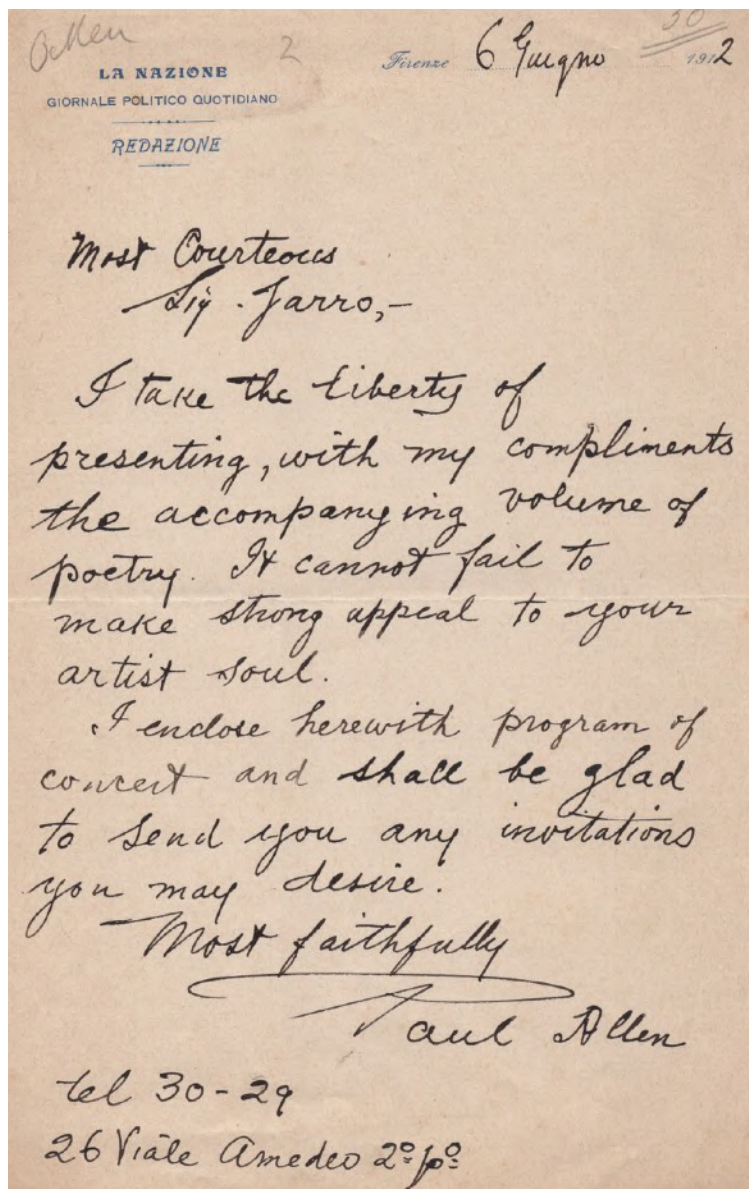 Allen
2
30
LA NAZIONE
GIORNALE POLITICO QUOTIDIANO
REDAZIONE
Firenze 6 Giugno 1912
Most Courteous
Sig. Jarro,-
I take the liberty of
presenting, with my compliments
the accompanying volume of
poetry. It cannot fail to
make strong appeal to your
artist soul.
I enclose herewith program of
concert and shall be glad
to send you any invitations
you may desire.
Most faithfully
Paul Allen
tel 30-29
26 Viale Amedeo 2º pº